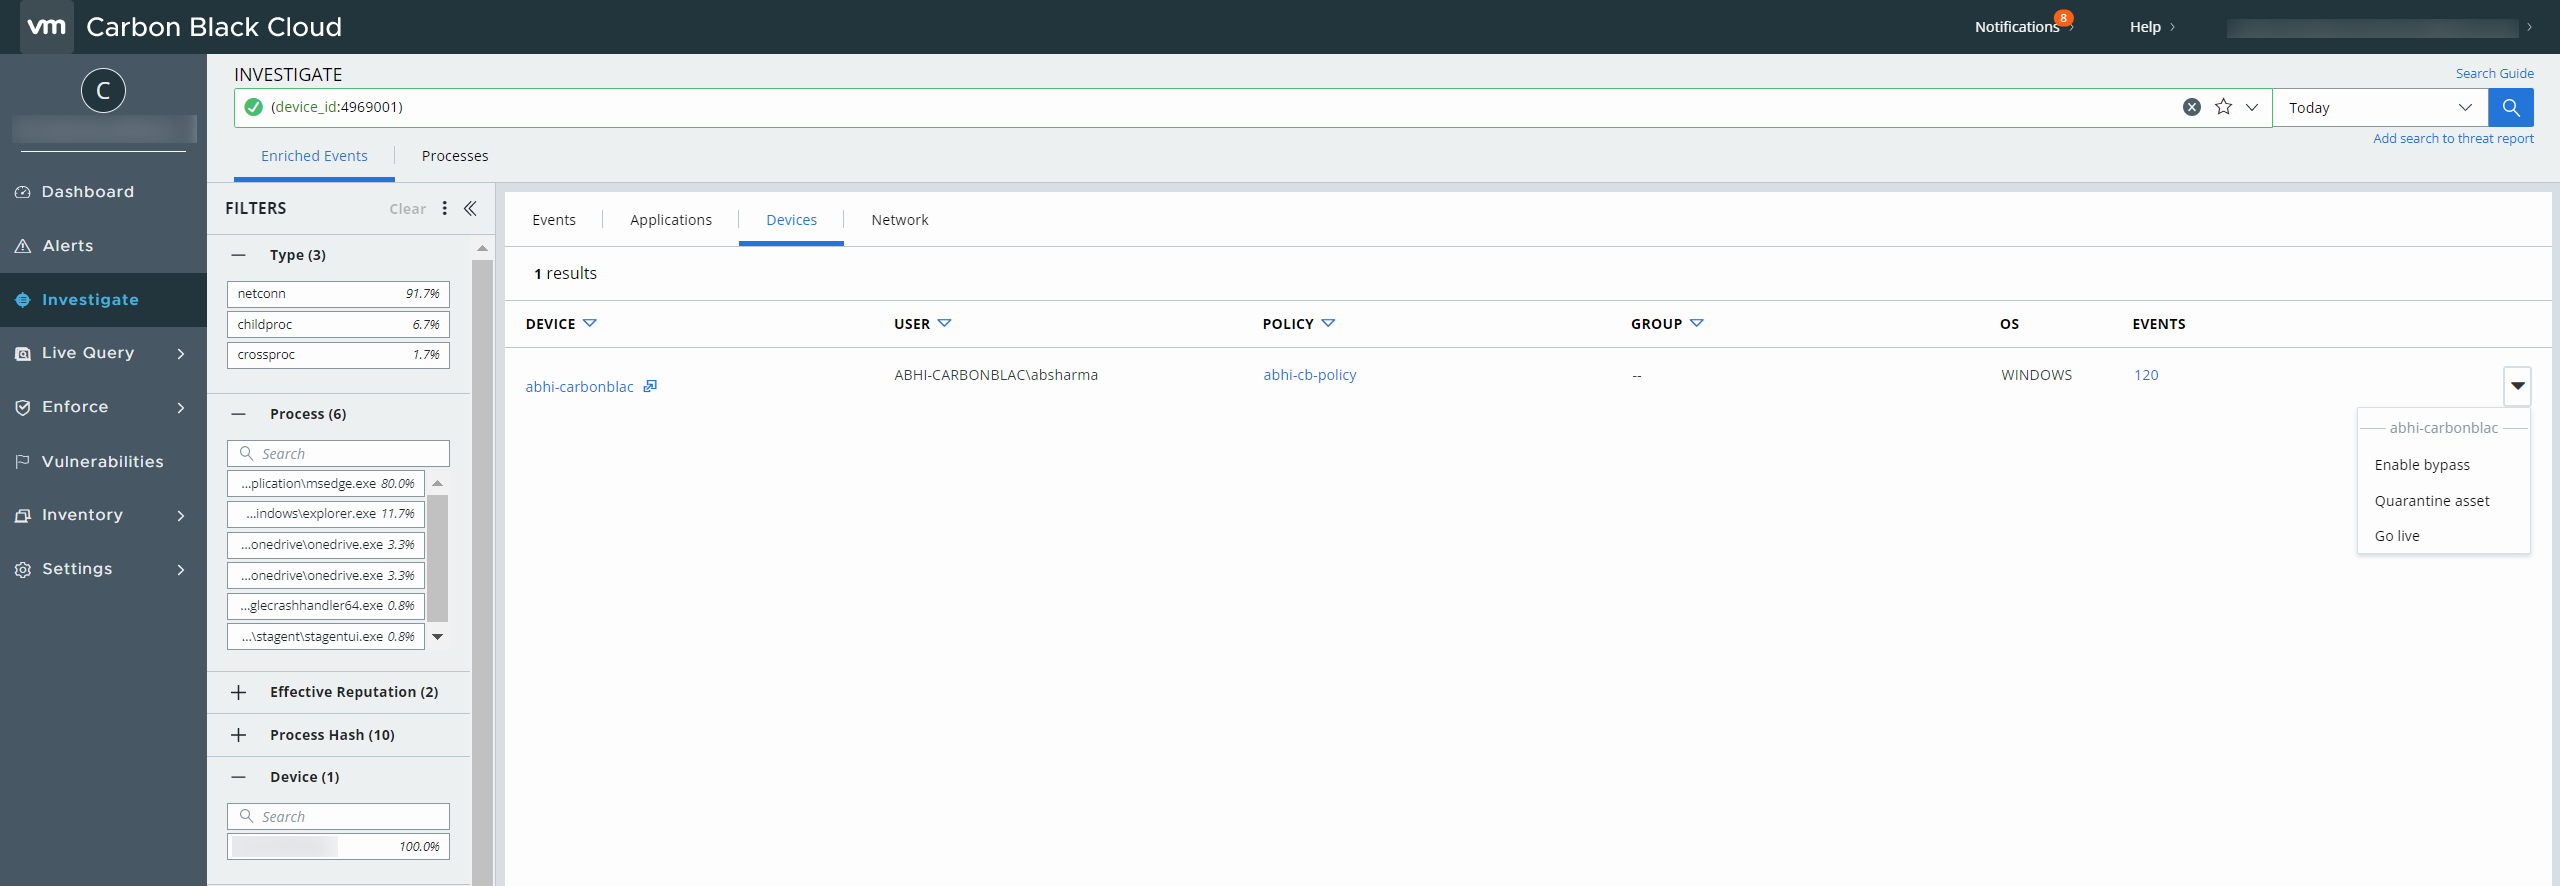 vm Carbon Black Cloud
Notifications 8
Help
C
Dashboard
Alerts
Investigate
Live Query
Enforce
Vulnerabilities
Inventory
Settings
INVESTIGATE
Search Guide
(device_id:4969001)
Today
Add search to threat report
Enriched Events
Processes
FILTERS
Clear
Type (3)
netconn 91.7%
childproc 6.7%
crossproc 1.7%
Process (6)
Search
...plication\msedge.exe 80.0%
...indows\explorer.exe 11.7%
...onedrive\onedrive.exe 3.3%
...onedrive\onedrive.exe 3.3%
...glecrashhandler64.exe 0.8%
...\stagent\stagentui.exe 0.8%
Effective Reputation (2)
Process Hash (10)
Device (1)
Search
100.0%
Events
Applications
Devices
Network
1 results
DEVICE USER POLICY GROUP OS EVENTS
abhi-carbonblac ABHI-CARBONBLAC\absharma abhi-cb-policy -- WINDOWS 120
abhi-carbonblac
Enable bypass
Quarantine asset
Go live